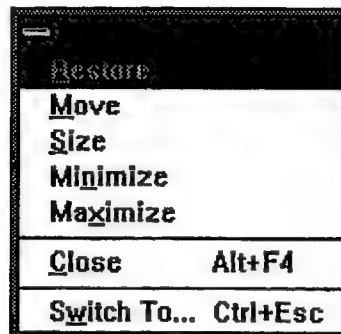 Restore
Move
Size
Minimize
Maximize
Close Alt+F4
Switch To... Ctrl+Esc